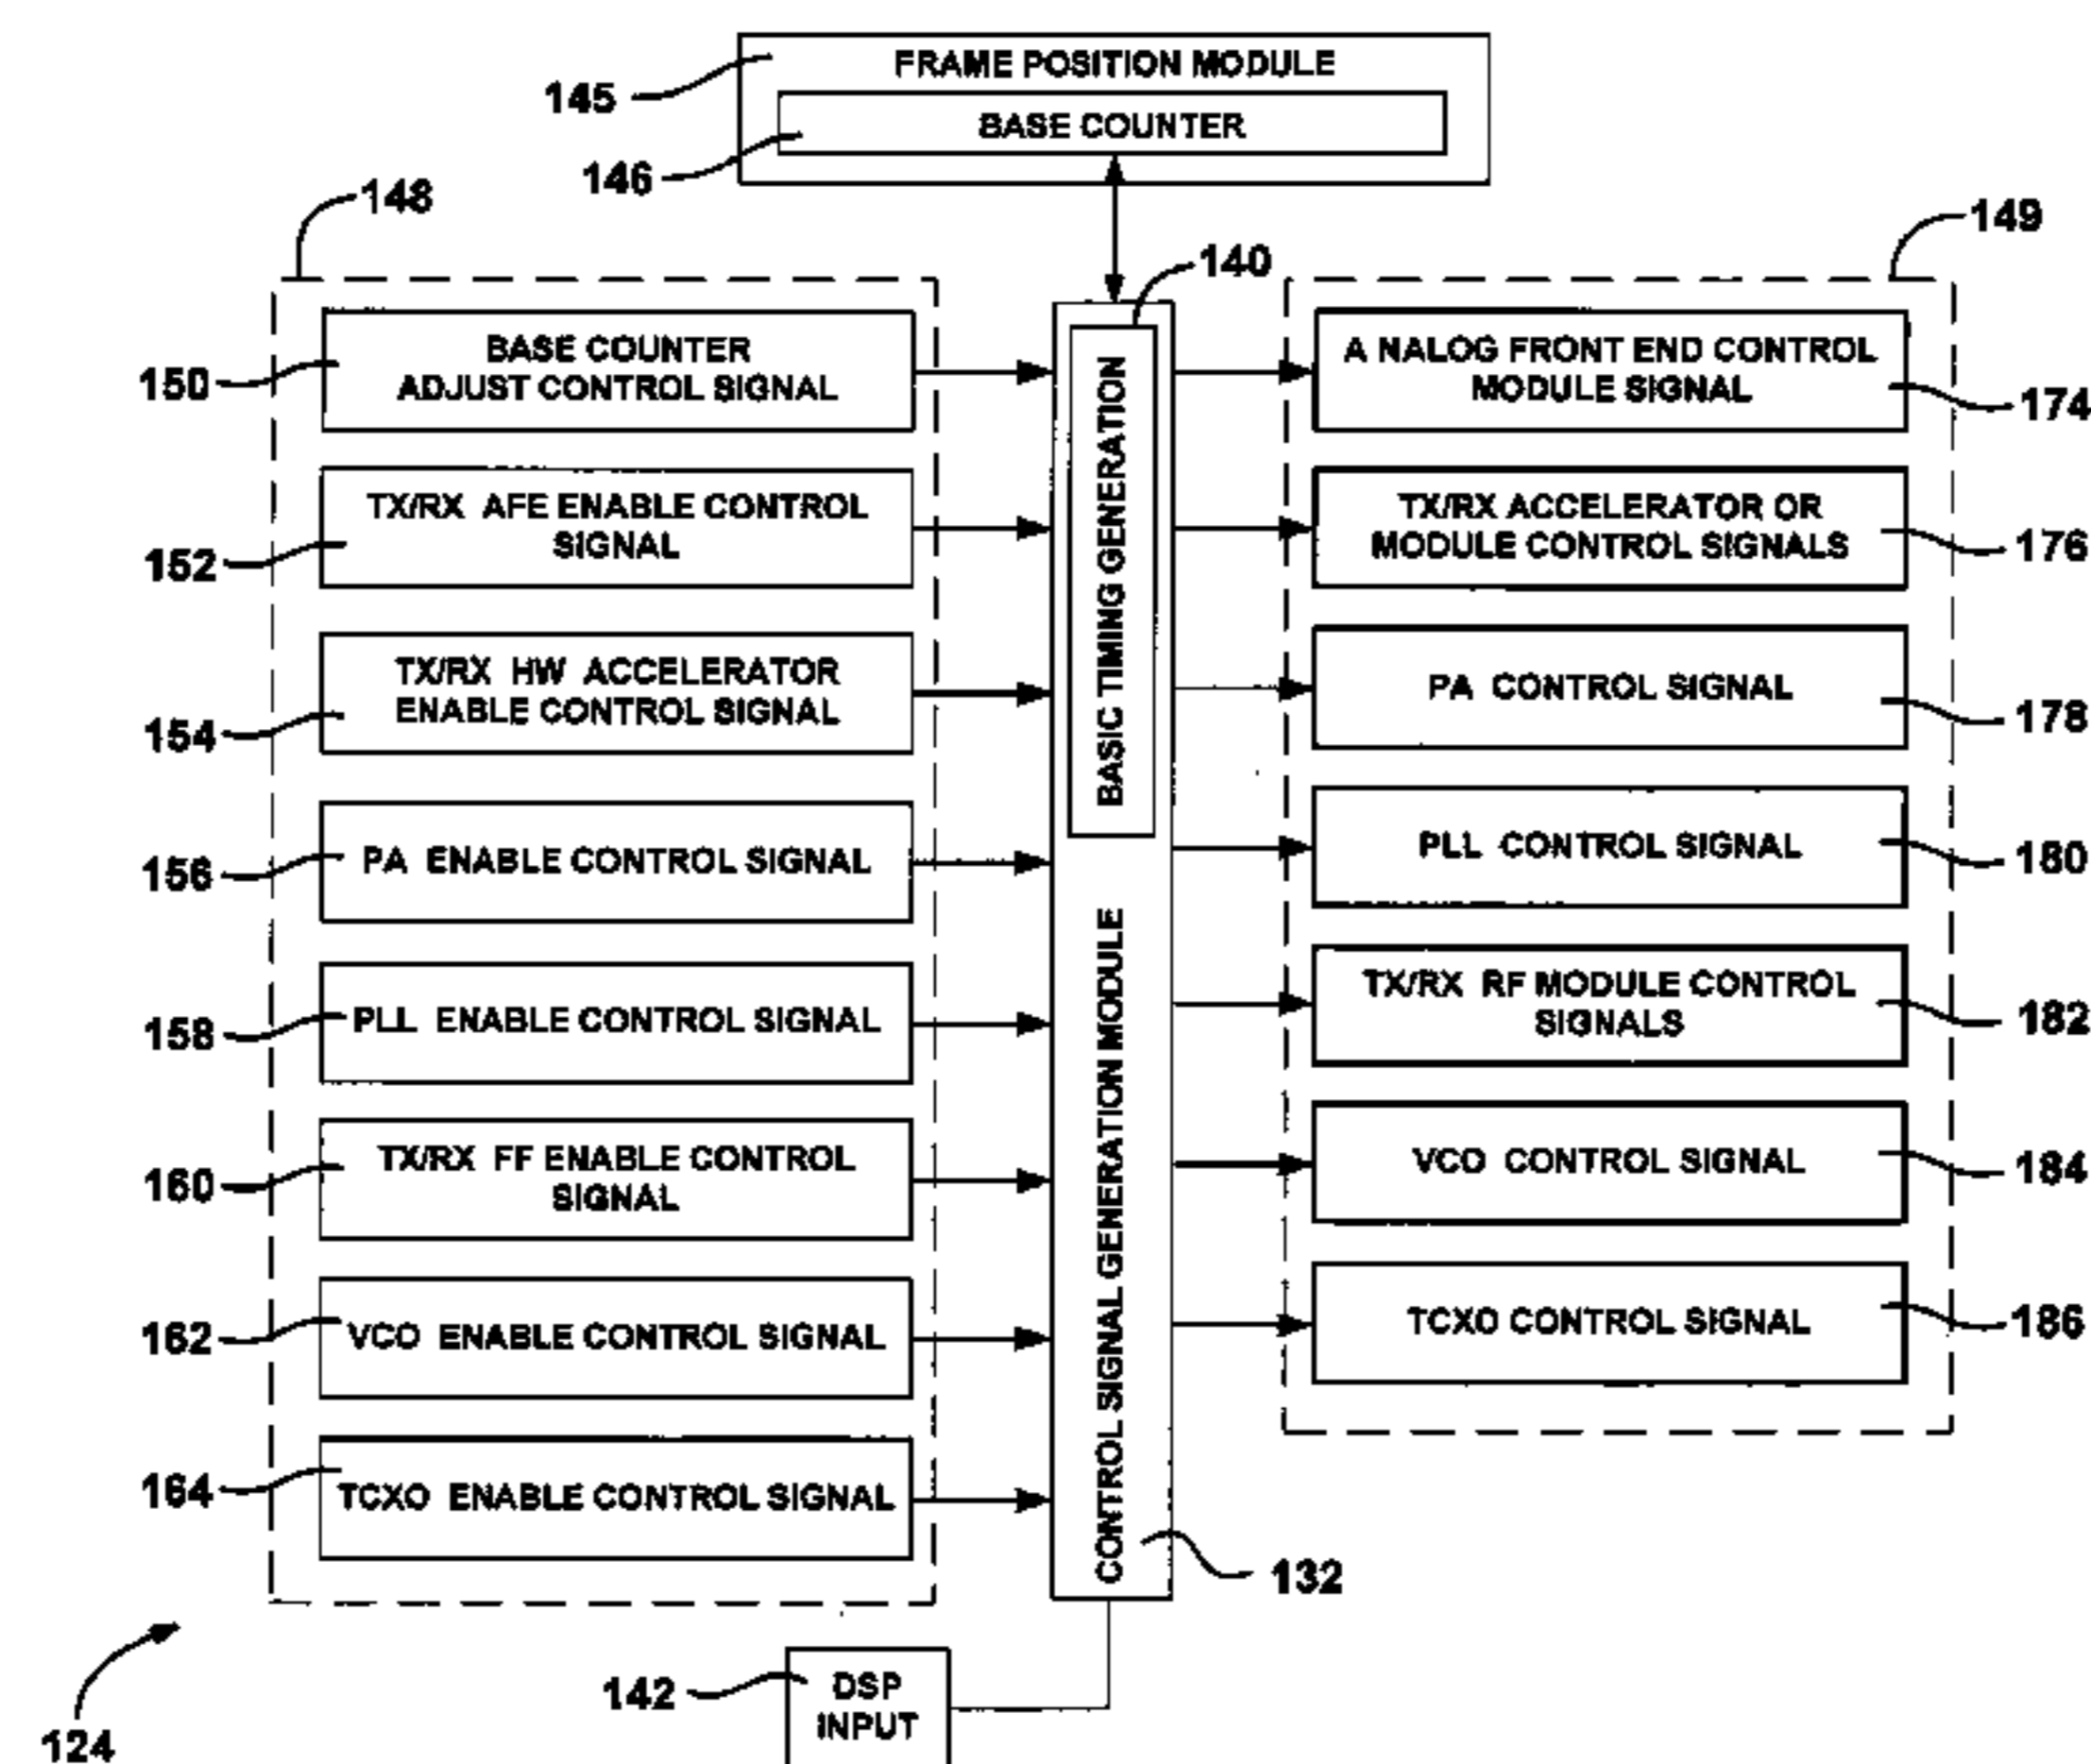 FRAME POSITION MODULE
145
BASE COUNTER
146
148
149
140
150
BASE COUNTER
ADJUST CONTROL SIGNAL
152
TX/RX AFE ENABLE CONTROL
SIGNAL
154
TX/RX HW ACCELERATOR
ENABLE CONTROL SIGNAL
156
PA ENABLE CONTROL SIGNAL
158
PLL ENABLE CONTROL SIGNAL
160
TX/RX FF ENABLE CONTROL
SIGNAL
162
VCO ENABLE CONTROL SIGNAL
164
TCXO ENABLE CONTROL SIGNAL
BASIC TIMING GENERATION
CONTROL SIGNAL GENERATION MODULE
132
A NALOG FRONT END CONTROL
MODULE SIGNAL
174
TX/RX ACCELERATOR OR
MODULE CONTROL SIGNALS
176
PA CONTROL SIGNAL
178
PLL CONTROL SIGNAL
180
TX/RX RF MODULE CONTROL
SIGNALS
182
VCO CONTROL SIGNAL
184
TCXO CONTROL SIGNAL
186
142
DSP
INPUT
124